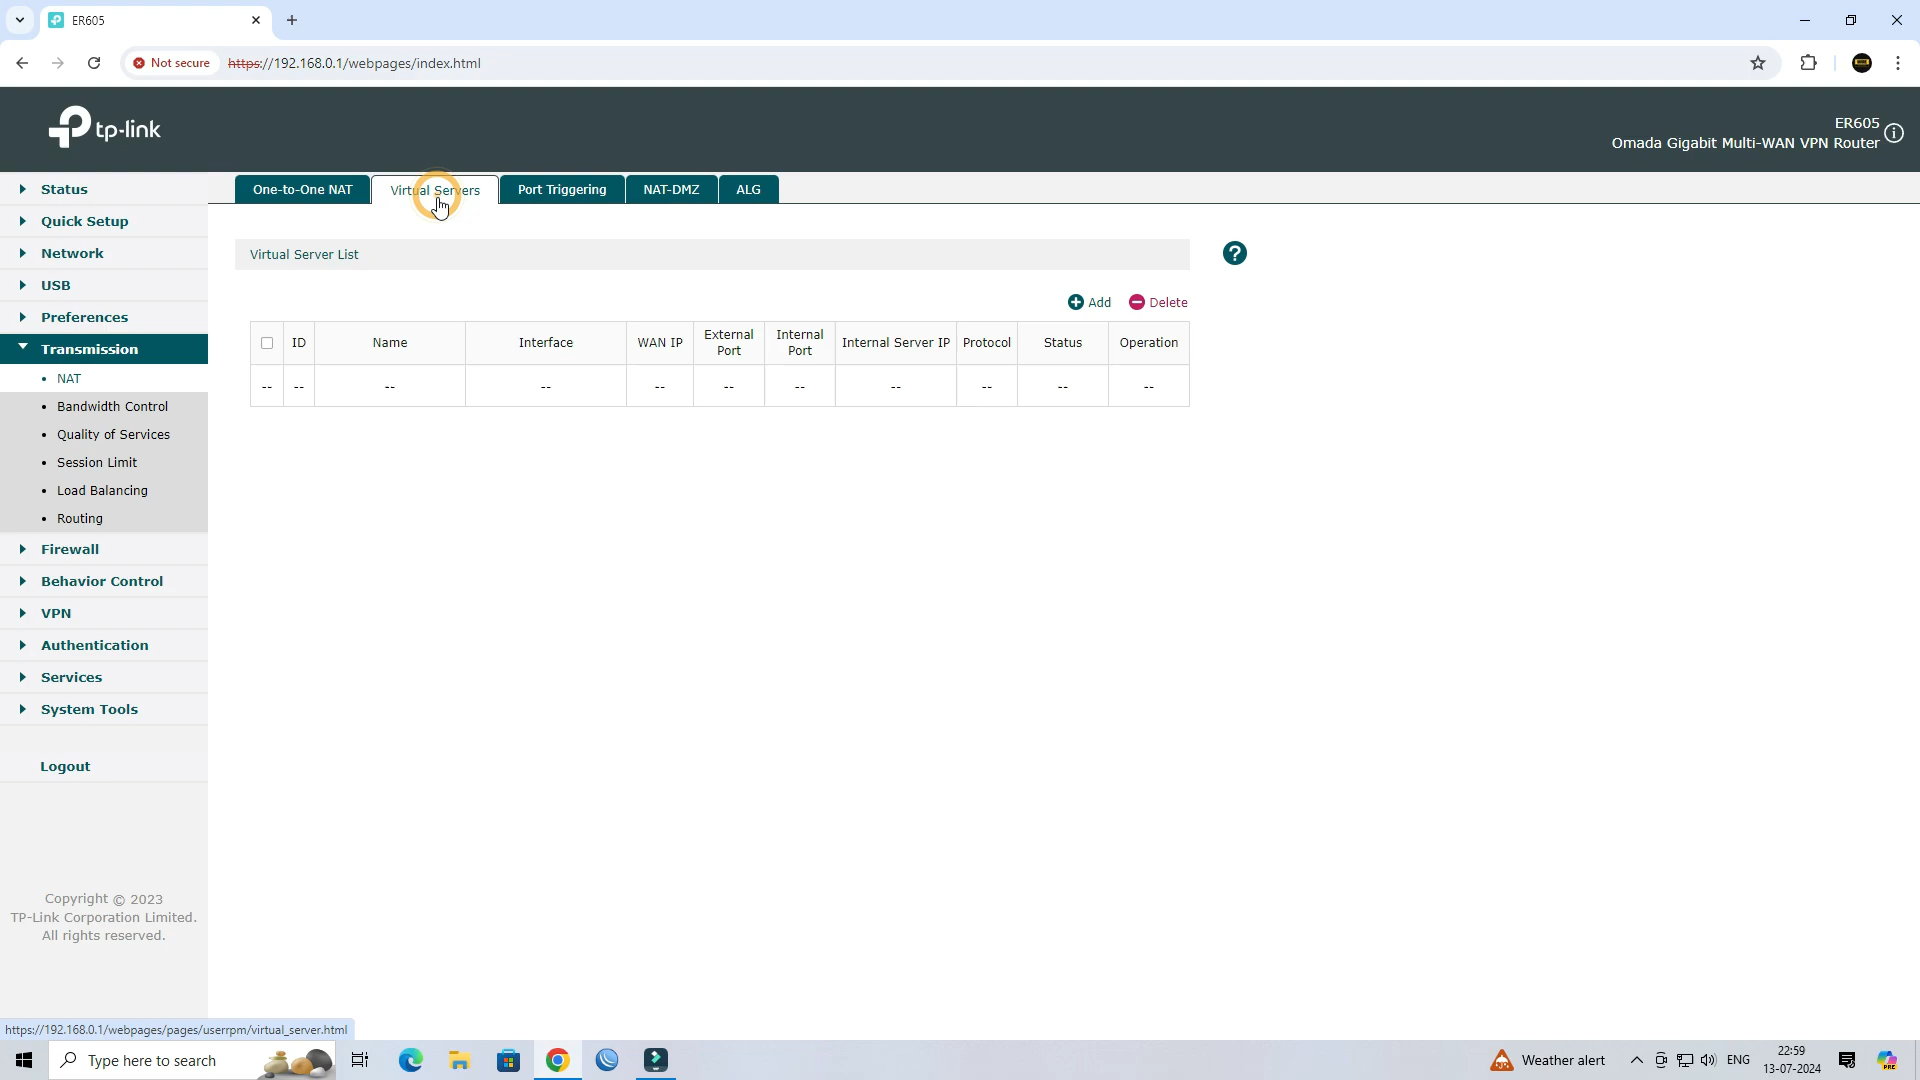 ER605
Not secure
https://192.168.0.1/webpages/index.html
tp-link
ER605
Omada Gigabit Multi-WAN VPN Router
Status
Quick Setup
Network
USB
Preferences
Transmission
NAT
Bandwidth Control
Quality of Services
Session Limit
Load Balancing
Routing
Firewall
Behavior Control
VPN
Authentication
Services
System Tools
Logout
Copyright © 2023
TP-Link Corporation Limited.
All rights reserved.
One-to-One NAT Virtual Servers Port Triggering NAT-DMZ ALG
Virtual Server List
?
Add Delete
ID Name Interface WAN IP External Port Internal Port Internal Server IP Protocol Status Operation
-- -- -- -- -- -- -- -- -- -- --
https://192.168.0.1/webpages/pages/userrpm/virtual_server.html
Type here to search
Weather alert
ENG
22:59
13-07-2024
PRE